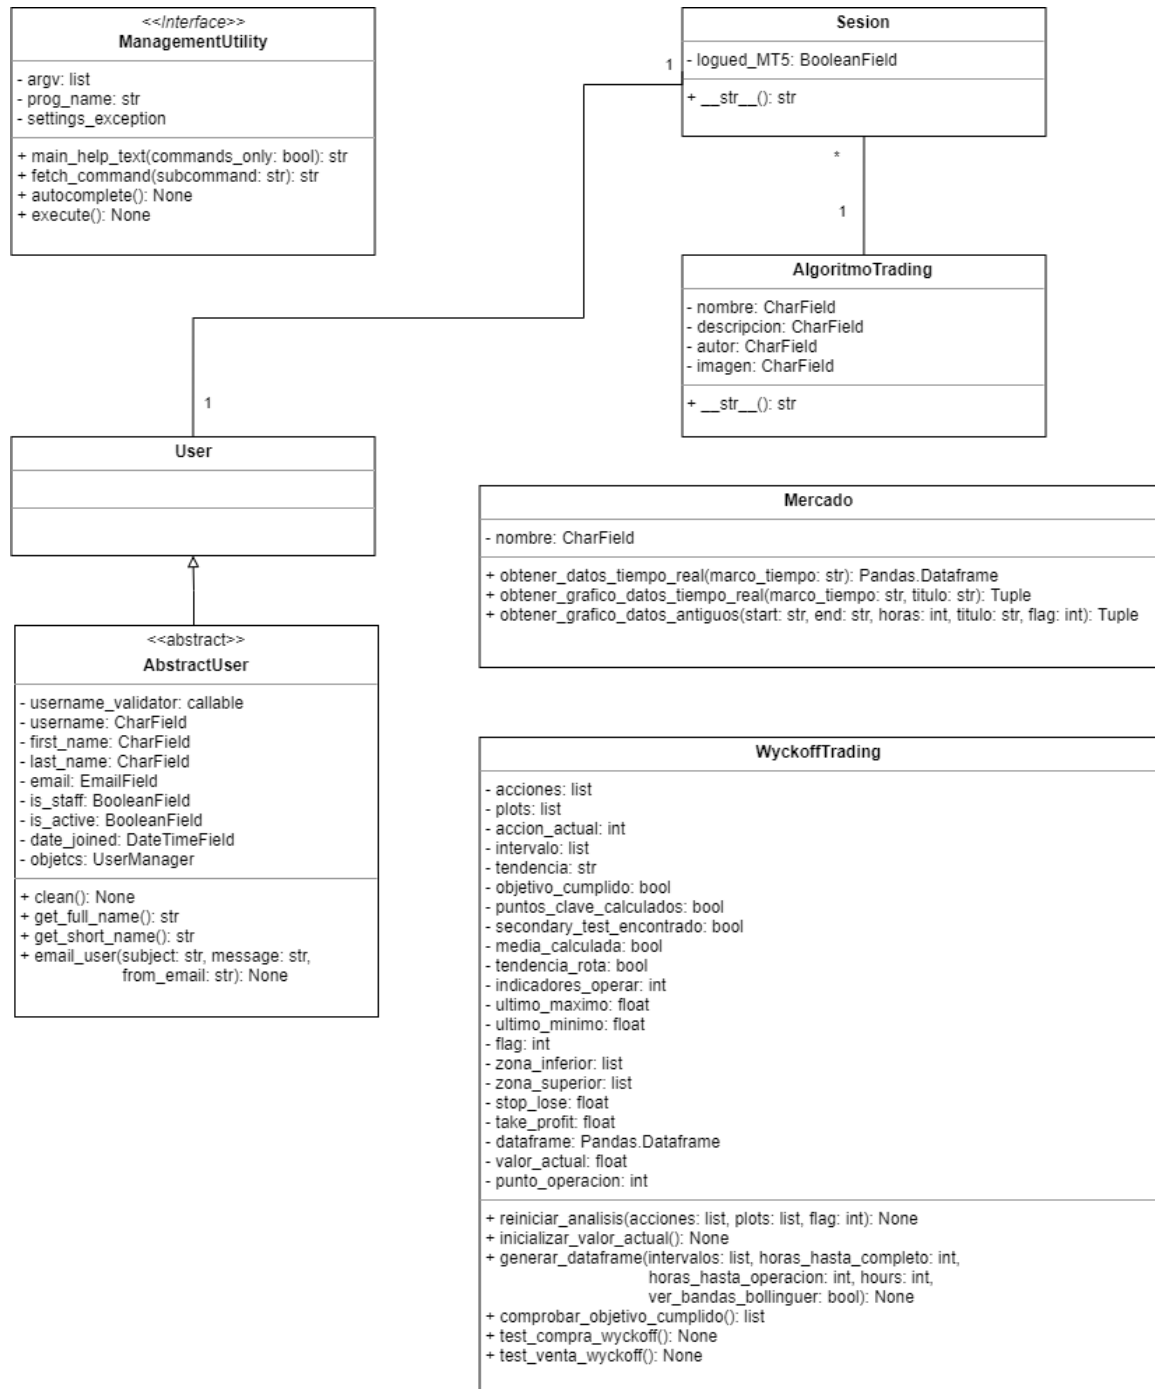 <<Interface>>
ManagementUtility
- argv: list
- prog_name: str
- settings_exception
+ main_help_text(commands_only: bool): str
+ fetch_command(subcommand: str): str
+ autocomplete(): None
+ execute(): None
Sesion
- logued_MT5: BooleanField
+ __str__(): str
1
*
1
AlgoritmoTrading
- nombre: CharField
- descripcion: CharField
- autor: CharField
- imagen: CharField
+ __str__(): str
1
User
<<abstract>>
AbstractUser
- username_validator: callable
- username: CharField
- first_name: CharField
- last_name: CharField
- email: EmailField
- is_staff: BooleanField
- is_active: BooleanField
- date_joined: DateTimeField
- objetcs: UserManager
+ clean(): None
+ get_full_name(): str
+ get_short_name(): str
+ email_user(subject: str, message: str,
from_email: str): None
Mercado
- nombre: CharField
+ obtener_datos_tiempo_real(marco_tiempo: str): Pandas.Dataframe
+ obtener_grafico_datos_tiempo_real(marco_tiempo: str, titulo: str): Tuple
+ obtener_grafico_datos_antiguos(start: str, end: str, horas: int, titulo: str, flag: int): Tuple
WyckoffTrading
- acciones: list
- plots: list
- accion_actual: int
- intervalo: list
- tendencia: str
- objetivo_cumplido: bool
- puntos_clave_calculados: bool
- secondary_test_encontrado: bool
- media_calculada: bool
- tendencia_rota: bool
- indicadores_operar: int
- ultimo_maximo: float
- ultimo_minimo: float
- flag: int
- zona_inferior: list
- zona_superior: list
- stop_lose: float
- take_profit: float
- dataframe: Pandas.Dataframe
- valor_actual: float
- punto_operacion: int
+ reiniciar_analisis(acciones: list, plots: list, flag: int): None
+ inicializar_valor_actual(): None
+ generar_dataframe(intervalos: list, horas_hasta_completo: int,
horas_hasta_operacion: int, hours: int,
ver_bandas_bollinguer: bool): None
+ comprobar_objetivo_cumplido(): list
+ test_compra_wyckoff(): None
+ test_venta_wyckoff(): None